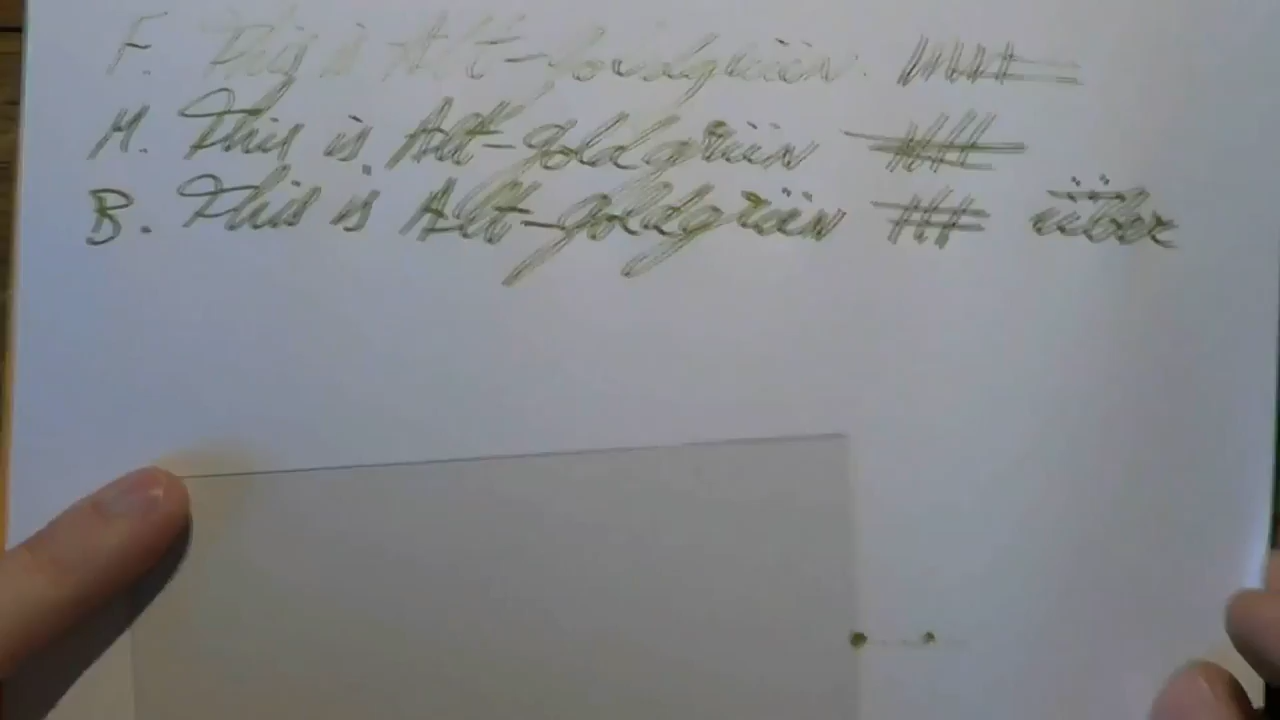 F. This is Alt-goldgrün.
M. This is Alt-goldgrün
B. This is Alt-goldgrün über